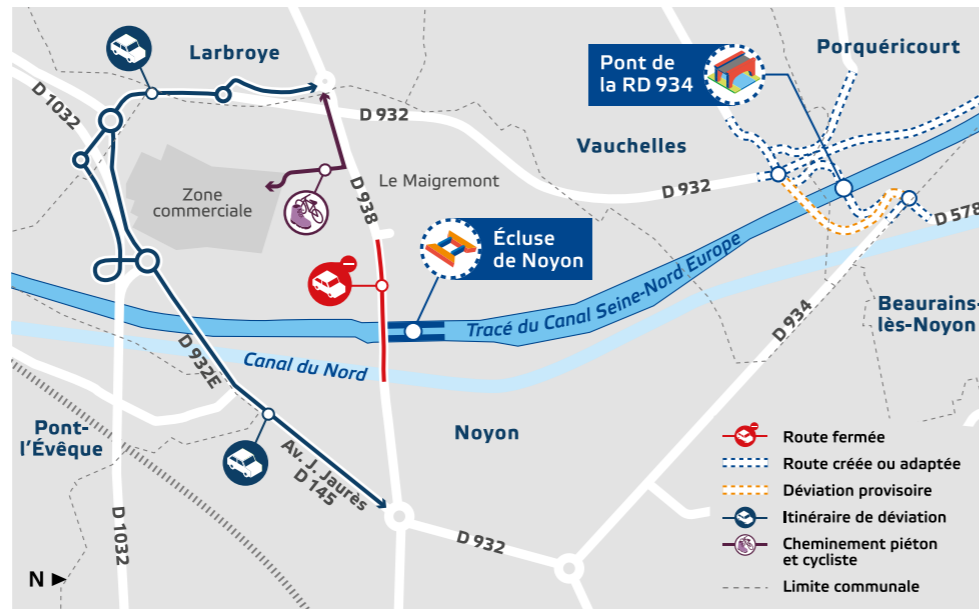 Larbroye
Porquéricourt
D 1032
Pont de
la RD 934
D 932
Vauchelles
Zone
commerciale
Le Maigremont
D 932
D 938
D 578
Écluse
de Noyon
Tracé du Canal Seine-Nord Europe
Beaurains-
lès-Noyon
D 934
Canal du Nord
D 932E
Pont-
l'Évêque
Noyon
Av. J. Jaurès
D 145
D 1032
D 932
N
Route fermée
Route créée ou adaptée
Déviation provisoire
Itinéraire de déviation
Cheminement piéton
et cycliste
Limite communale